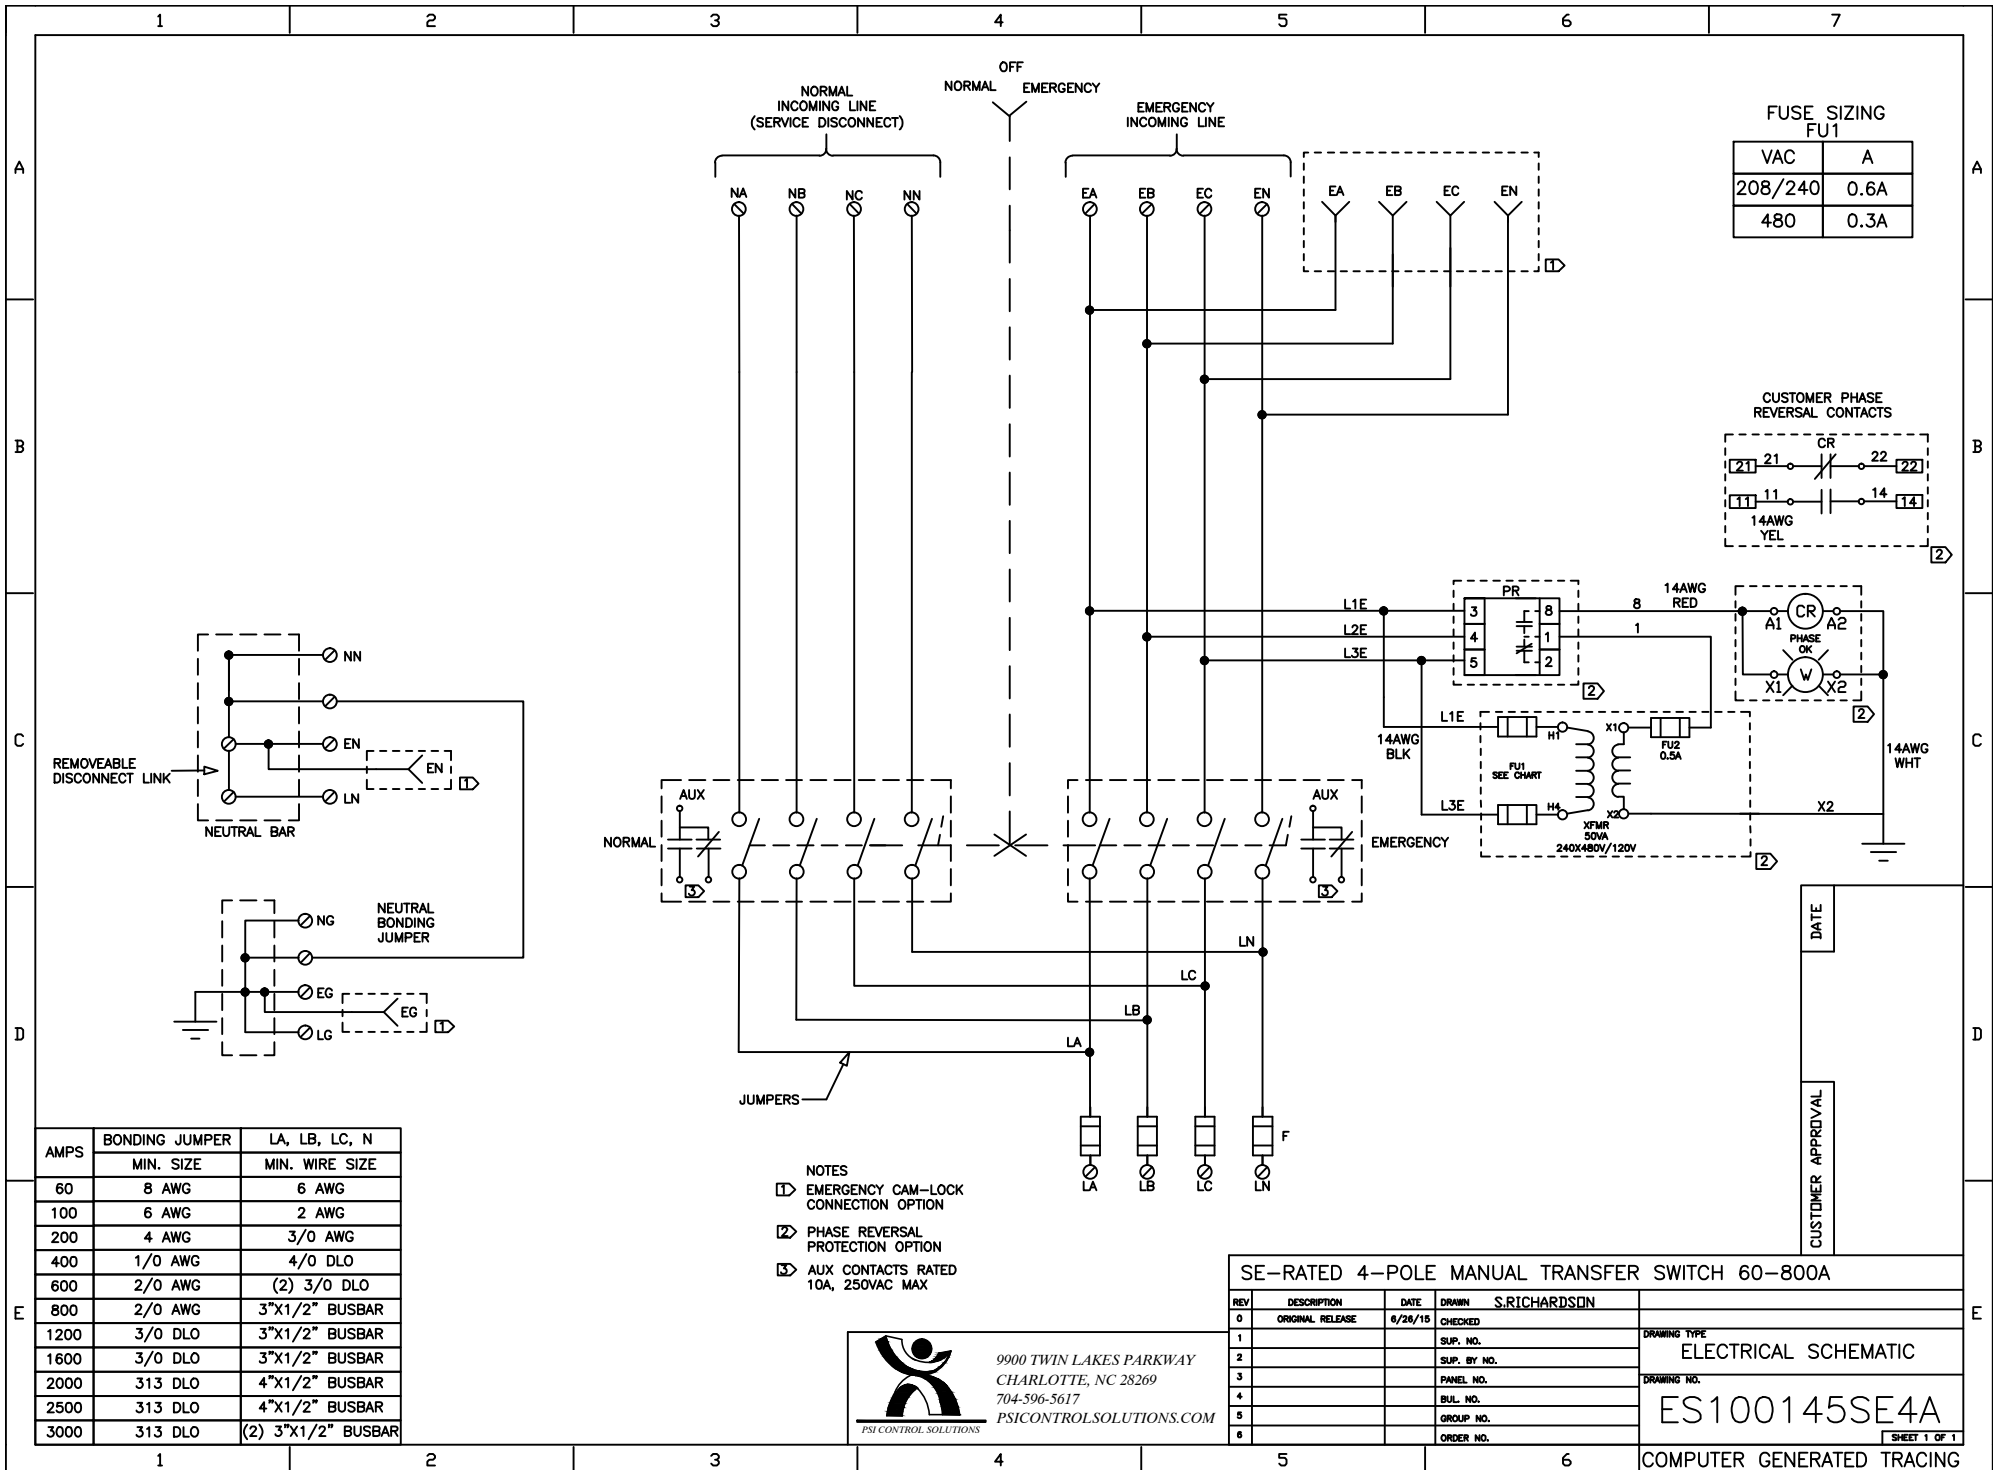 1 2 3 4 5 6 7
A
B
C
D
E
OFF
NORMAL EMERGENCY
NORMAL
INCOMING LINE
(SERVICE DISCONNECT)
EMERGENCY
INCOMING LINE
NA NB NC NN
EA EB EC EN
EA EB EC EN
1
FUSE SIZING
FU1
VAC A
208/240 0.6A
480 0.3A
CUSTOMER PHASE
REVERSAL CONTACTS
CR
21 21 22 22
11 11 14 14
14AWG
YEL
2
L1E
L2E
L3E
PR
3 8
4 1
5 2
2
8
14AWG
RED
1
CR
A1 A2
PHASE
OK
W
X1 X2
2
L1E
14AWG
BLK
L3E
FU1
SEE CHART
H1
H4
X1
X2
FU2
0.5A
XFMR
50VA
240X480V/120V
2
X2
14AWG
WHT
NN
EN
EN
1
LN
REMOVEABLE
DISCONNECT LINK
NEUTRAL BAR
NG
NEUTRAL
BONDING
JUMPER
EG
EG
1
LG
AUX
NORMAL
3
AUX
EMERGENCY
3
LN
LC
LB
LA
JUMPERS
F
LA LB LC LN
NOTES
1 EMERGENCY CAM-LOCK
CONNECTION OPTION
2 PHASE REVERSAL
PROTECTION OPTION
3 AUX CONTACTS RATED
10A, 250VAC MAX
AMPS BONDING JUMPER LA, LB, LC, N
MIN. SIZE MIN. WIRE SIZE
60 8 AWG 6 AWG
100 6 AWG 2 AWG
200 4 AWG 3/0 AWG
400 1/0 AWG 4/0 DLO
600 2/0 AWG (2) 3/0 DLO
800 2/0 AWG 3"X1/2" BUSBAR
1200 3/0 DLO 3"X1/2" BUSBAR
1600 3/0 DLO 3"X1/2" BUSBAR
2000 313 DLO 4"X1/2" BUSBAR
2500 313 DLO 4"X1/2" BUSBAR
3000 313 DLO (2) 3"X1/2" BUSBAR
DATE
CUSTOMER APPROVAL
PSI CONTROL SOLUTIONS
9900 TWIN LAKES PARKWAY
CHARLOTTE, NC 28269
704-596-5617
PSICONTROLSOLUTIONS.COM
SE-RATED 4-POLE MANUAL TRANSFER SWITCH 60-800A
REV DESCRIPTION DATE DRAWN S.RICHARDSON
0 ORIGINAL RELEASE 6/26/15 CHECKED
1 SUP. NO.
2 SUP. BY NO.
3 PANEL NO.
4 BUL. NO.
5 GROUP NO.
6 ORDER NO.
DRAWING TYPE
ELECTRICAL SCHEMATIC
DRAWING NO.
ES100145SE4A
SHEET 1 OF 1
COMPUTER GENERATED TRACING
A
B
C
D
E
1 2 3 4 5 6